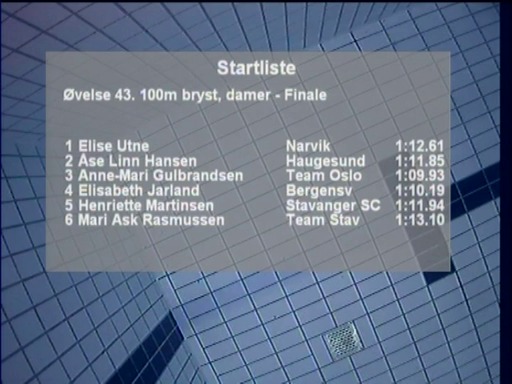 Startliste
Øvelse 43. 100m bryst, damer - Finale
1 Elise Utne Narvik 1:12.61
2 Åse Linn Hansen Haugesund 1:11.85
3 Anne-Mari Gulbrandsen Team Oslo 1:09.93
4 Elisabeth Jarland Bergensv 1:10.19
5 Henriette Martinsen Stavanger SC 1:11.94
6 Mari Ask Rasmussen Team Stav 1:13.10